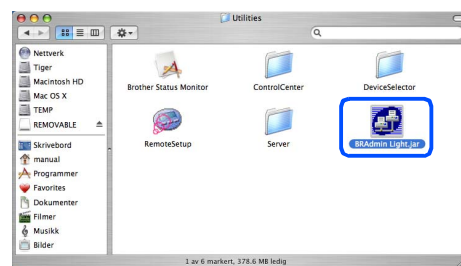 Utilities
Nettverk
Tiger
Macintosh HD
Mac OS X
TEMP
REMOVABLE
Skrivebord
manual
Programmer
Favorites
Dokumenter
Filmer
Musikk
Bilder
Brother Status Monitor
ControlCenter
DeviceSelector
RemoteSetup
Server
BRAdmin Light.jar
1 av 6 markert, 378.6 MB ledig